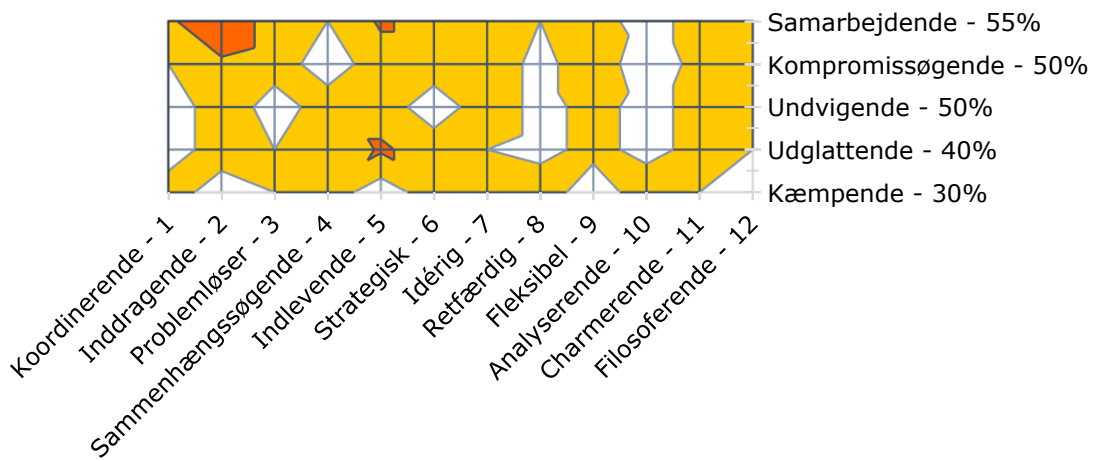 Samarbejdende - 55%
Kompromissøgende - 50%
Undvigende - 50%
Udglattende - 40%
Kæmpende - 30%
Koordinerende - 1
Inddragende - 2
Problemløser - 3
Sammenhængssøgende - 4
Indlevende - 5
Strategisk - 6
Idérig - 7
Retfærdig - 8
Fleksibel - 9
Analyserende - 10
Charmerende - 11
Filosoferende - 12